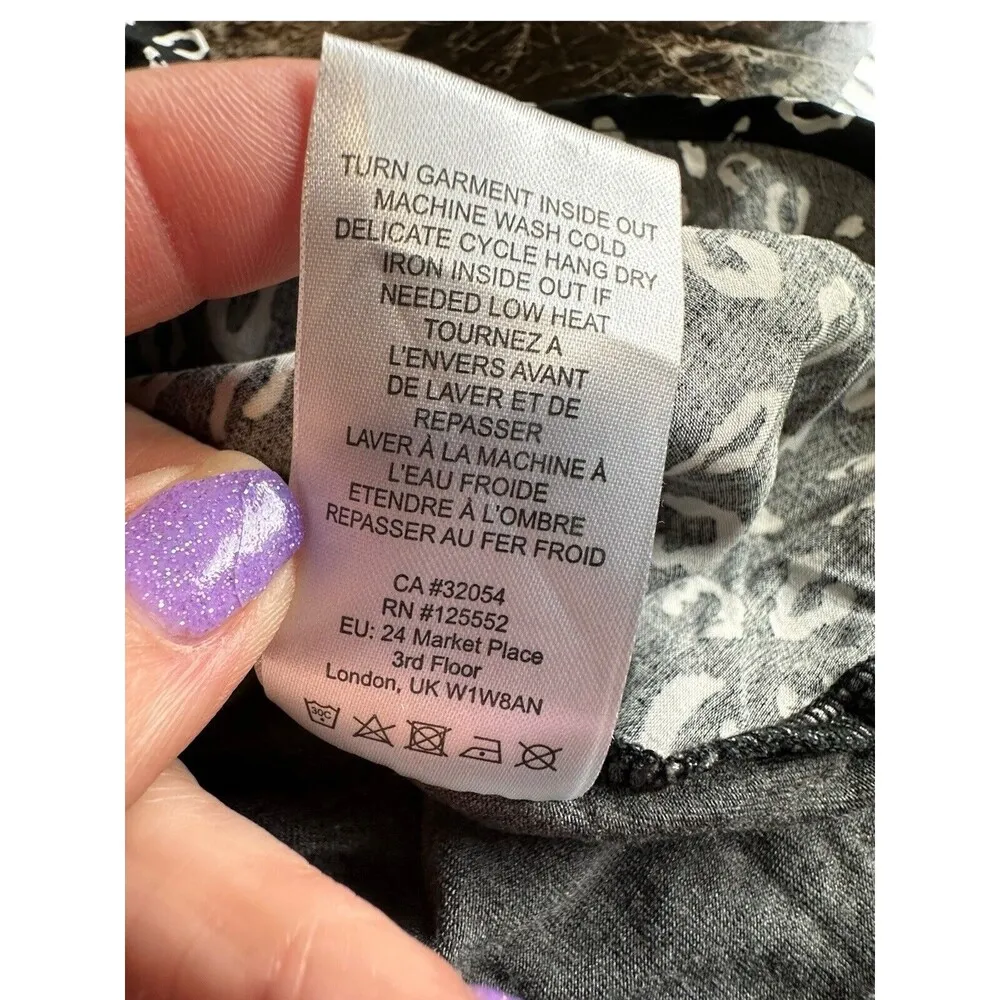 TURN GARMENT INSIDE OUT
MACHINE WASH COLD
DELICATE CYCLE HANG DRY
IRON INSIDE OUT IF
NEEDED LOW HEAT
TOURNEZ A
L'ENVERS AVANT
DE LAVER ET DE
REPASSER
LAVER À LA MACHINE À
L'EAU FROIDE
ETENDRE À L'OMBRE
REPASSER AU FER FROID
CA #32054
RN #125552
EU: 24 Market Place
3rd Floor
London, UK W1W8AN
30C